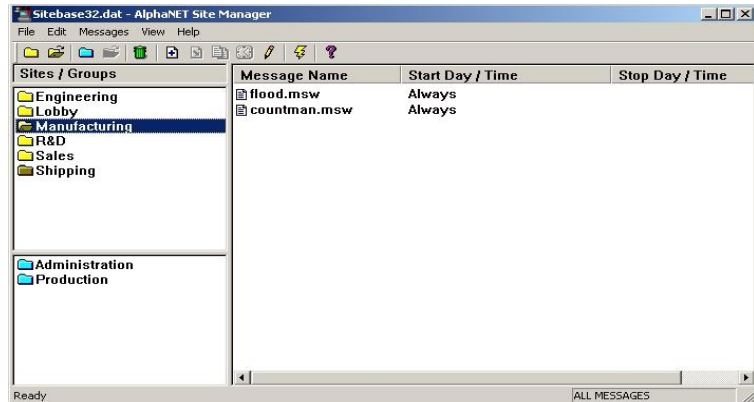 Sitebase32.dat - AlphaNET Site Manager
File Edit Messages View Help
Sites / Groups
Message Name Start Day / Time Stop Day / Time
Engineering
Lobby
Manufacturing
R&D
Sales
Shipping
flood.msw Always
countman.msw Always
Administration
Production
Ready ALL MESSAGES